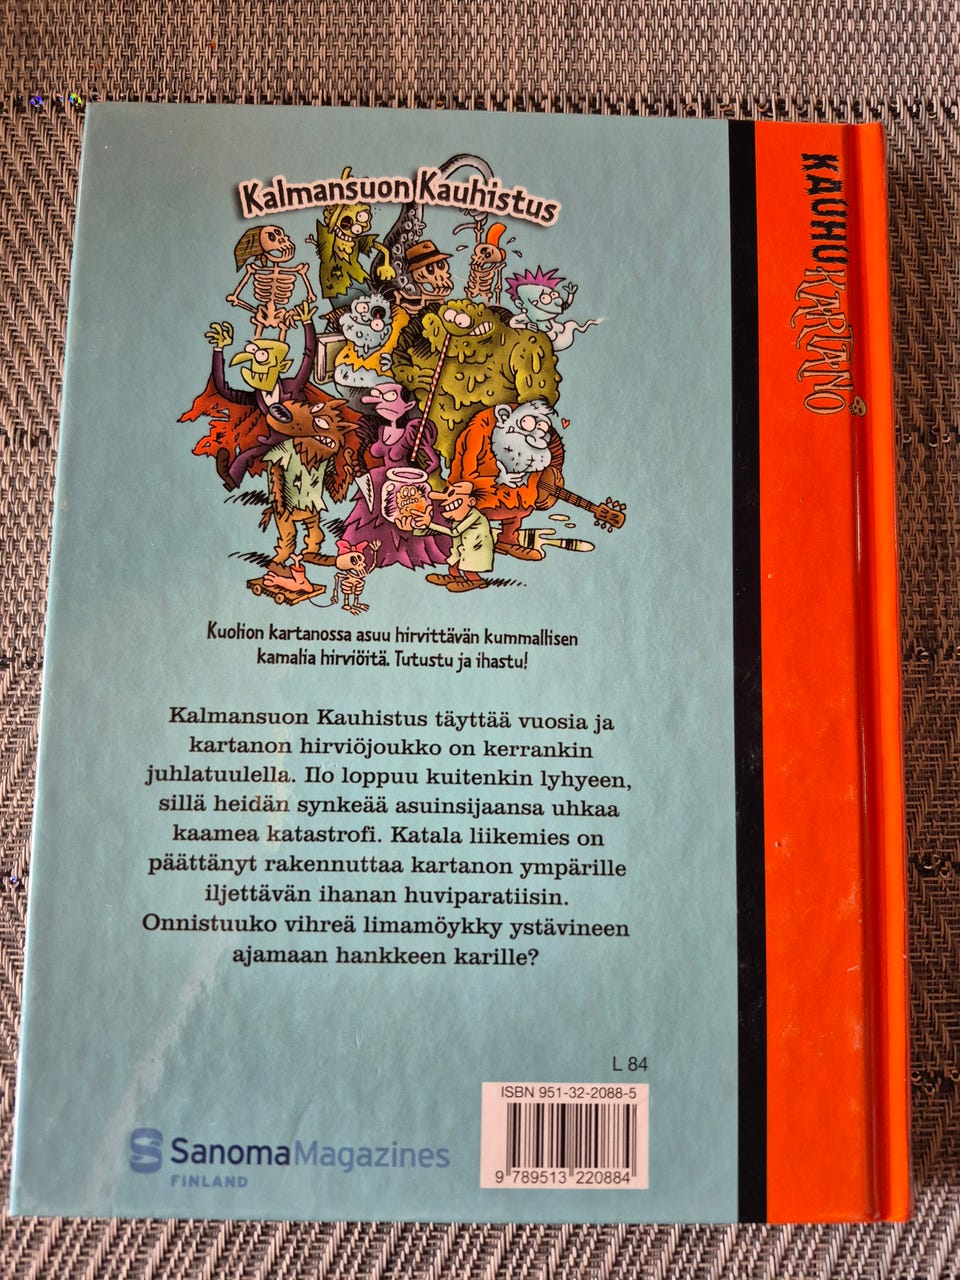 Kalmansuon Kauhistus
Kuolion kartanossa asuu hirvittävän kummallisen
kamalia hirviöitä. Tutustu ja ihastu!
Kalmansuon Kauhistus täyttää vuosia ja
kartanon hirviöjoukko on kerrankin
juhlatuulella. Ilo loppuu kuitenkin lyhyeen,
sillä heidän synkeää asuinsijaansa uhkaa
kaamea katastrofi. Katala liikemies on
päättänyt rakennuttaa kartanon ympärille
iljettävän ihanan huviparatiisin.
Onnistuuko vihreä limamöykky ystävineen
ajamaan hankkeen karille?
L 84
ISBN 951-32-2088-5
9 789513 220884
SanomaMagazines
FINLAND
KAUHUKARTANO